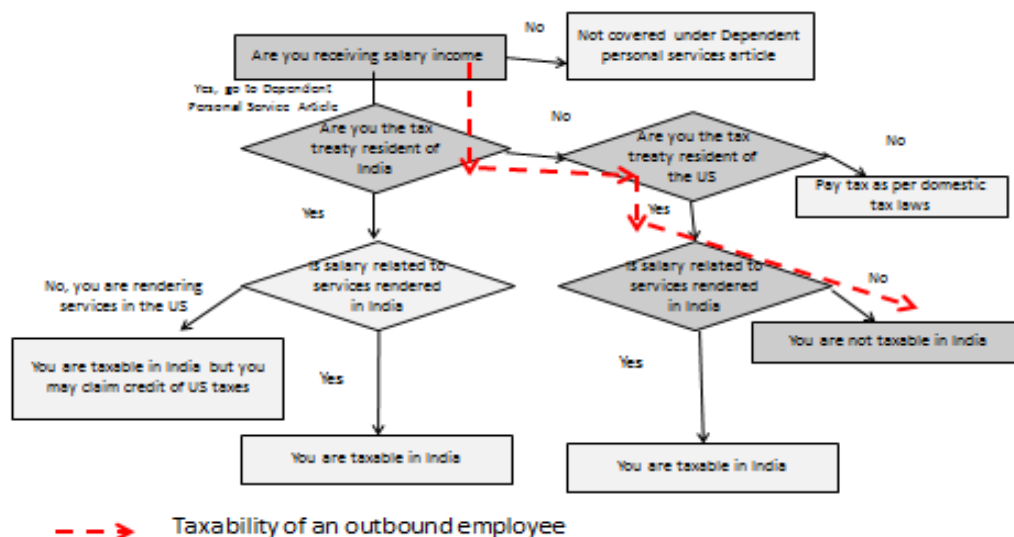 No
Not covered under Dependent
personal services article
Are you receiving salary income
Yes, go to Dependent
Personal Service Article
Are you the tax
treaty resident of
India
No
Are you the tax
treaty resident of
the US
No
Pay tax as per domestic
tax laws
Yes
Yes
No, you are rendering
services in the US
Is salary related to
services rendered
in India
Is salary related to
services rendered
in India
No
You are not taxable in India
You are taxable in India but you
may claim credit of US taxes
Yes
Yes
You are taxable in India
You are taxable in India
Taxability of an outbound employee